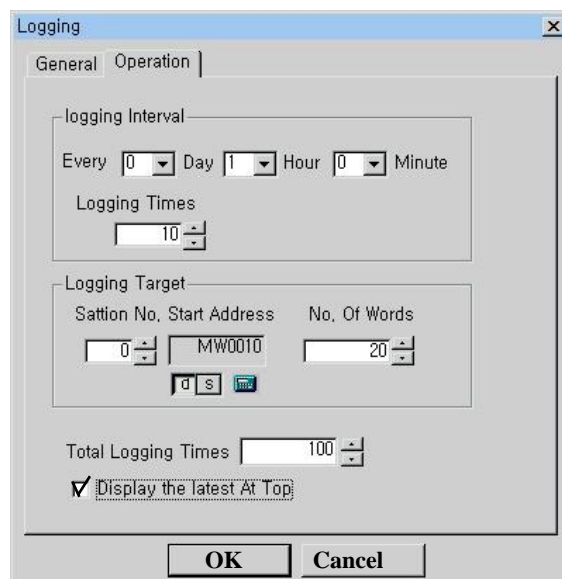 Logging
General Operation
logging Interval
Every 0 Day 1 Hour 0 Minute
Logging Times
10
Logging Target
Sattion No, Start Address No, Of Words
0 MW0010 20
d s
Total Logging Times 100
Display the latest At Top
OK Cancel